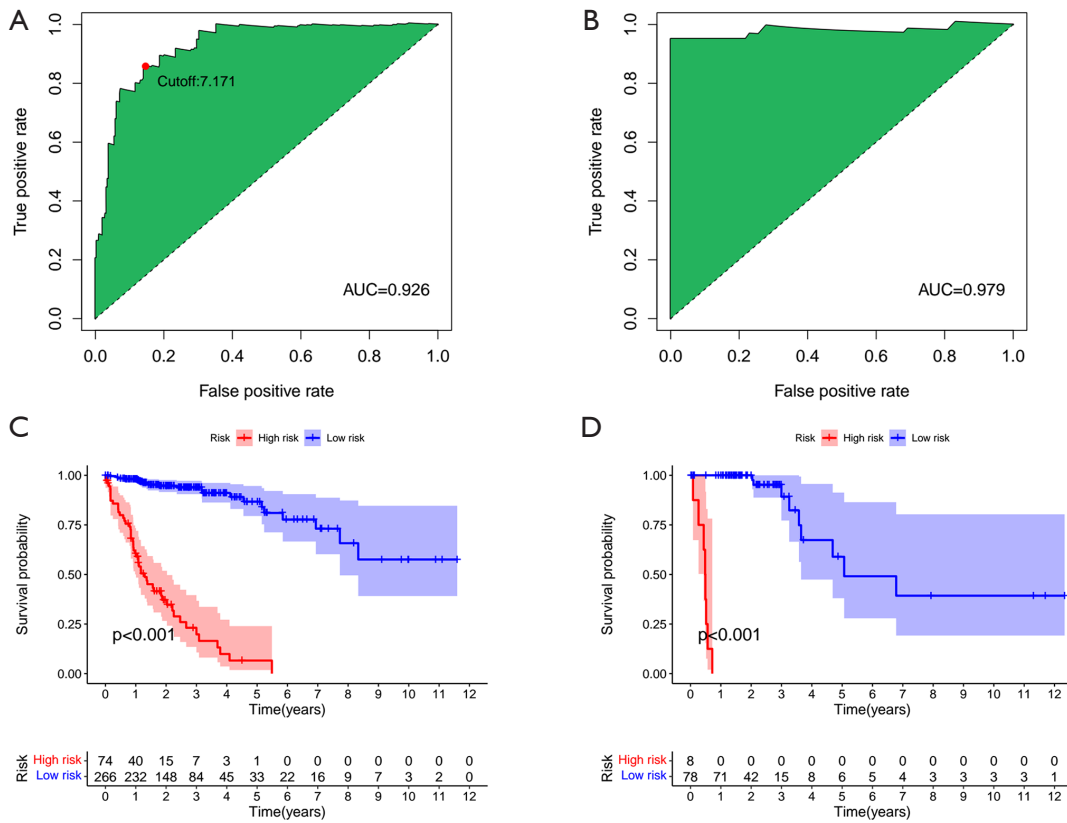 A
True positive rate
1.0
0.8
0.6
0.4
0.2
0.0
Cutoff:7.171
AUC=0.926
0.0 0.2 0.4 0.6 0.8 1.0
False positive rate
B
True positive rate
1.0
0.8
0.6
0.4
0.2
0.0
AUC=0.979
0.0 0.2 0.4 0.6 0.8 1.0
False positive rate
C
Risk High risk Low risk
Survival probability
1.00
0.75
0.50
0.25
0.00
p<0.001
0 1 2 3 4 5 6 7 8 9 10 11 12
Time(years)
Risk
High risk 74 40 15 7 3 1 0 0 0 0 0 0 0
Low risk 266 232 148 84 45 33 22 16 9 7 3 2 0
0 1 2 3 4 5 6 7 8 9 10 11 12
Time(years)
D
Risk High risk Low risk
Survival probability
1.00
0.75
0.50
0.25
0.00
p<0.001
0 1 2 3 4 5 6 7 8 9 10 11 12
Time(years)
Risk
High risk 8 0 0 0 0 0 0 0 0 0 0 0 0
Low risk 78 71 42 15 8 6 5 4 3 3 3 3 1
0 1 2 3 4 5 6 7 8 9 10 11 12
Time(years)